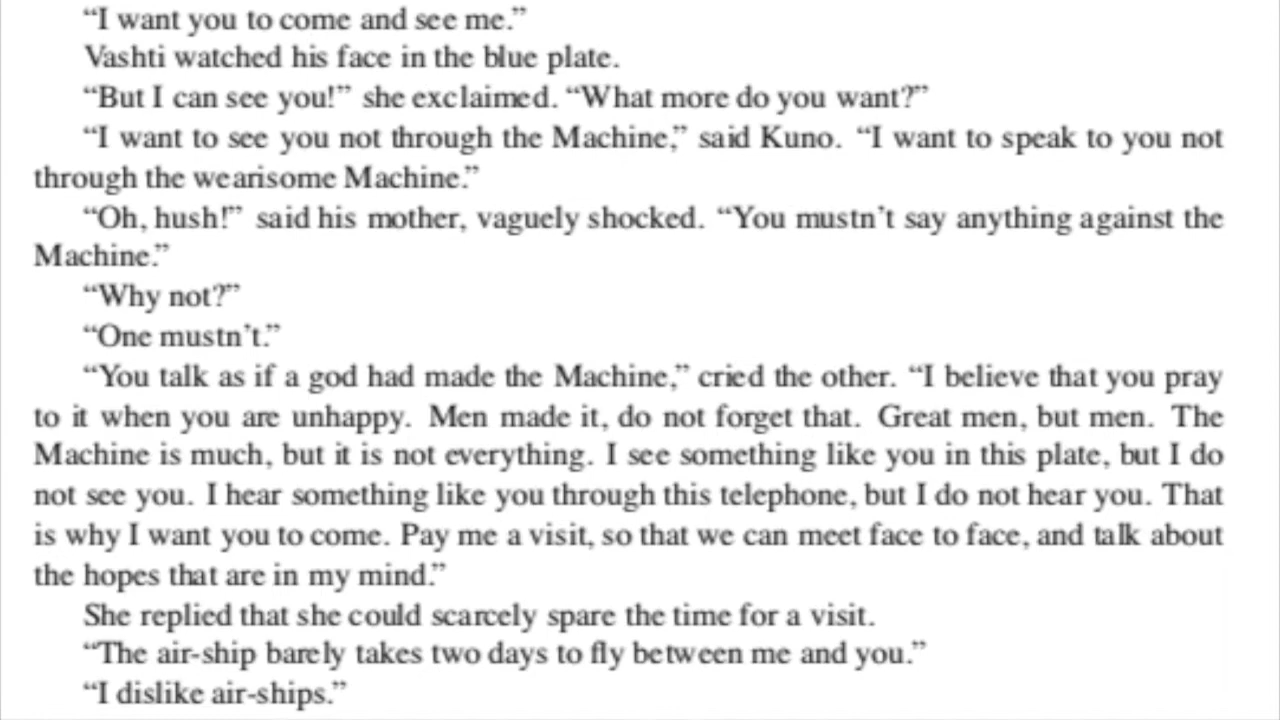 “I want you to come and see me.”
Vashti watched his face in the blue plate.
“But I can see you!” she exclaimed. “What more do you want?”
“I want to see you not through the Machine,” said Kuno. “I want to speak to you not
through the wearisome Machine.”
“Oh, hush!” said his mother, vaguely shocked. “You mustn’t say anything against the
Machine.”
“Why not?”
“One mustn’t.”
“You talk as if a god had made the Machine,” cried the other. “I believe that you pray
to it when you are unhappy. Men made it, do not forget that. Great men, but men. The
Machine is much, but it is not everything. I see something like you in this plate, but I do
not see you. I hear something like you through this telephone, but I do not hear you. That
is why I want you to come. Pay me a visit, so that we can meet face to face, and talk about
the hopes that are in my mind.”
She replied that she could scarcely spare the time for a visit.
“The air-ship barely takes two days to fly between me and you.”
“I dislike air-ships.”